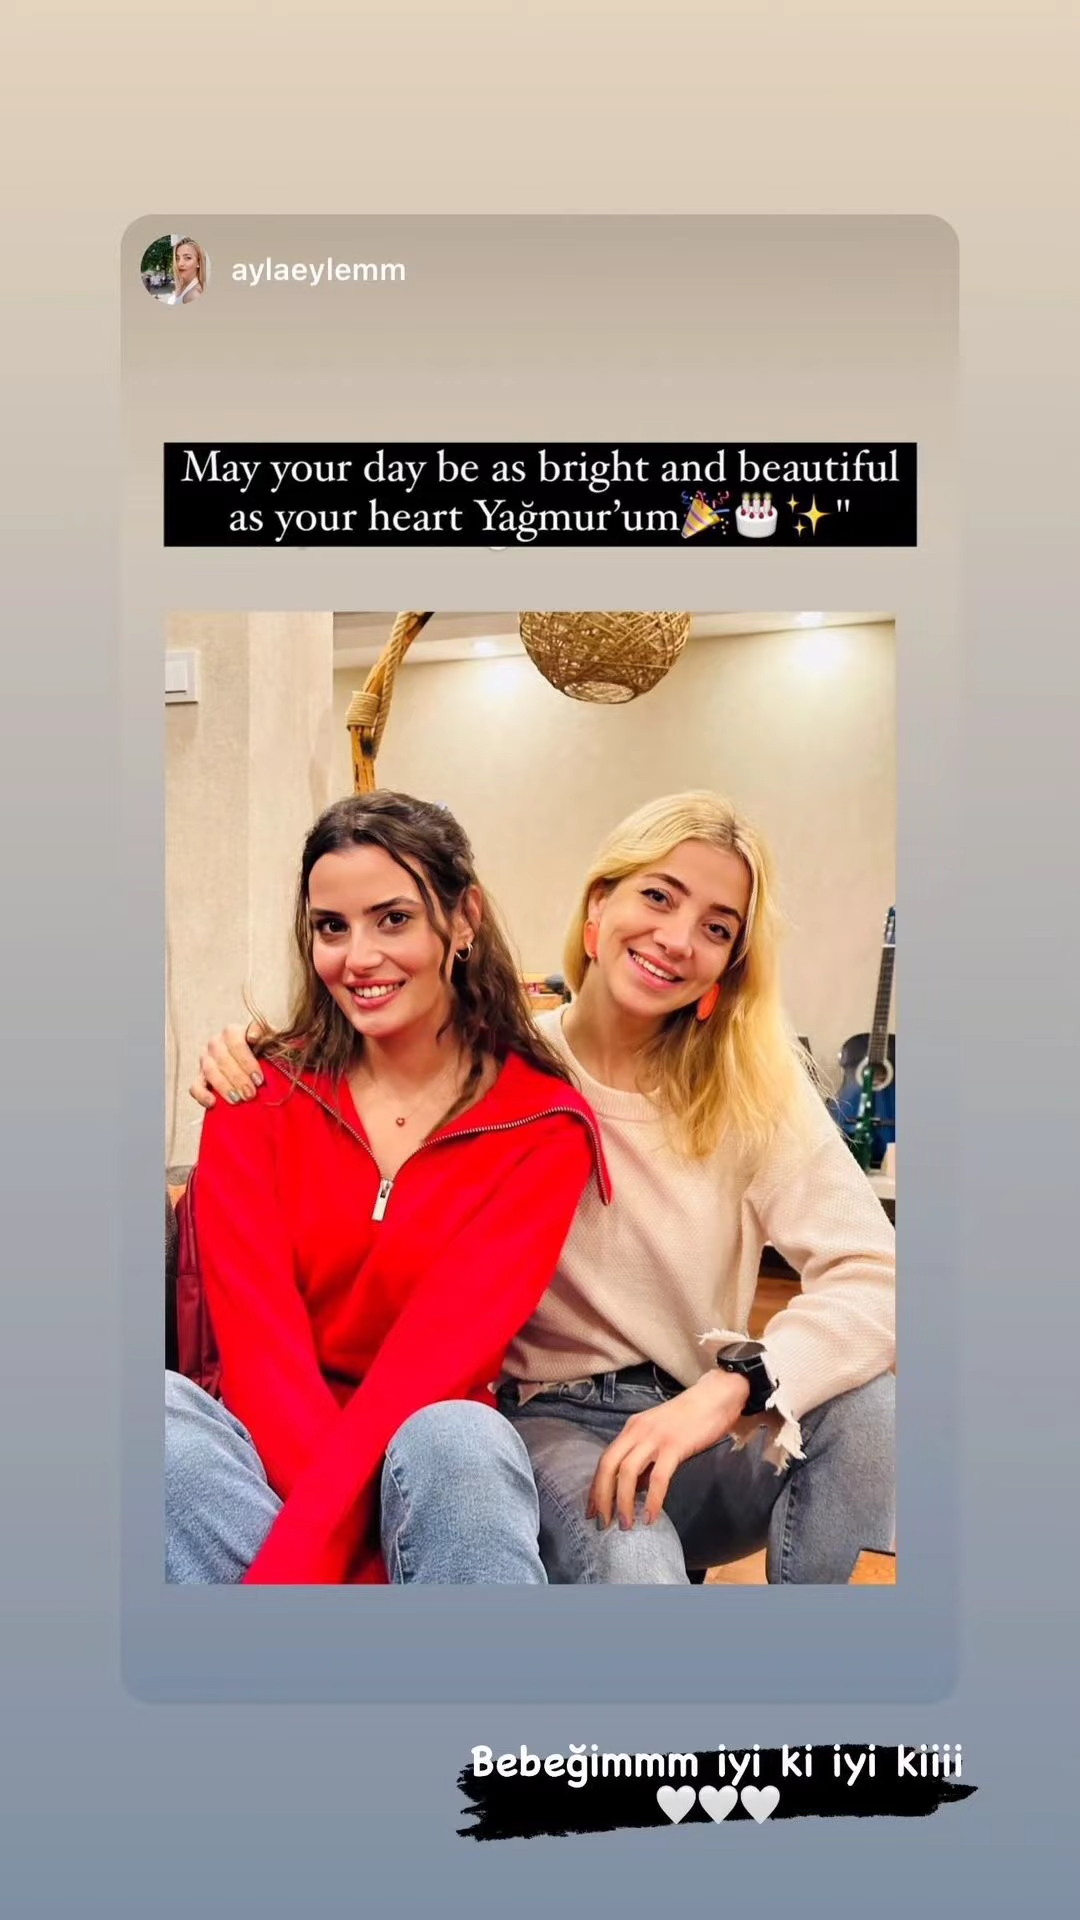 aylaeylemm
May your day be as bright and beautiful
as your heart Yağmur’um🎉🎂✨"
Bebeğimmm iyi ki iyi kiiii
🤍🤍🤍